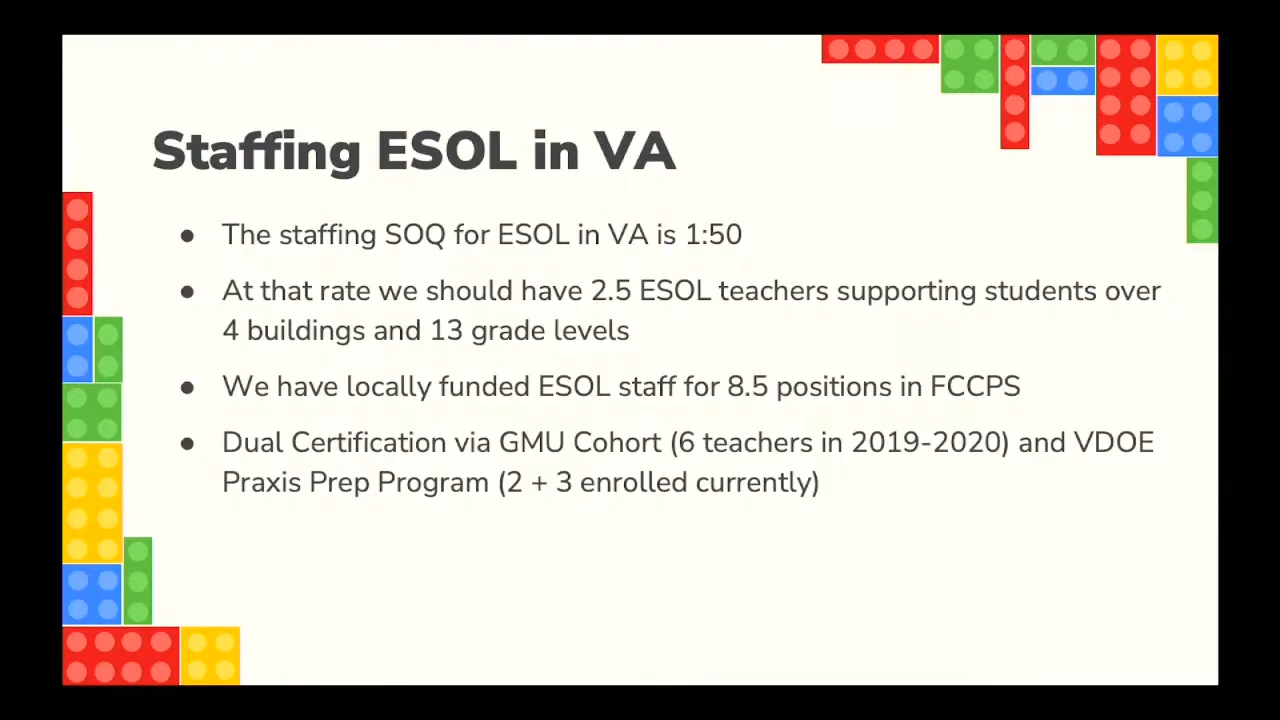 Staffing ESOL in VA
● The staffing SOQ for ESOL in VA is 1:50
● At that rate we should have 2.5 ESOL teachers supporting students over
4 buildings and 13 grade levels
● We have locally funded ESOL staff for 8.5 positions in FCCPS
● Dual Certification via GMU Cohort (6 teachers in 2019-2020) and VDOE
Praxis Prep Program (2 + 3 enrolled currently)